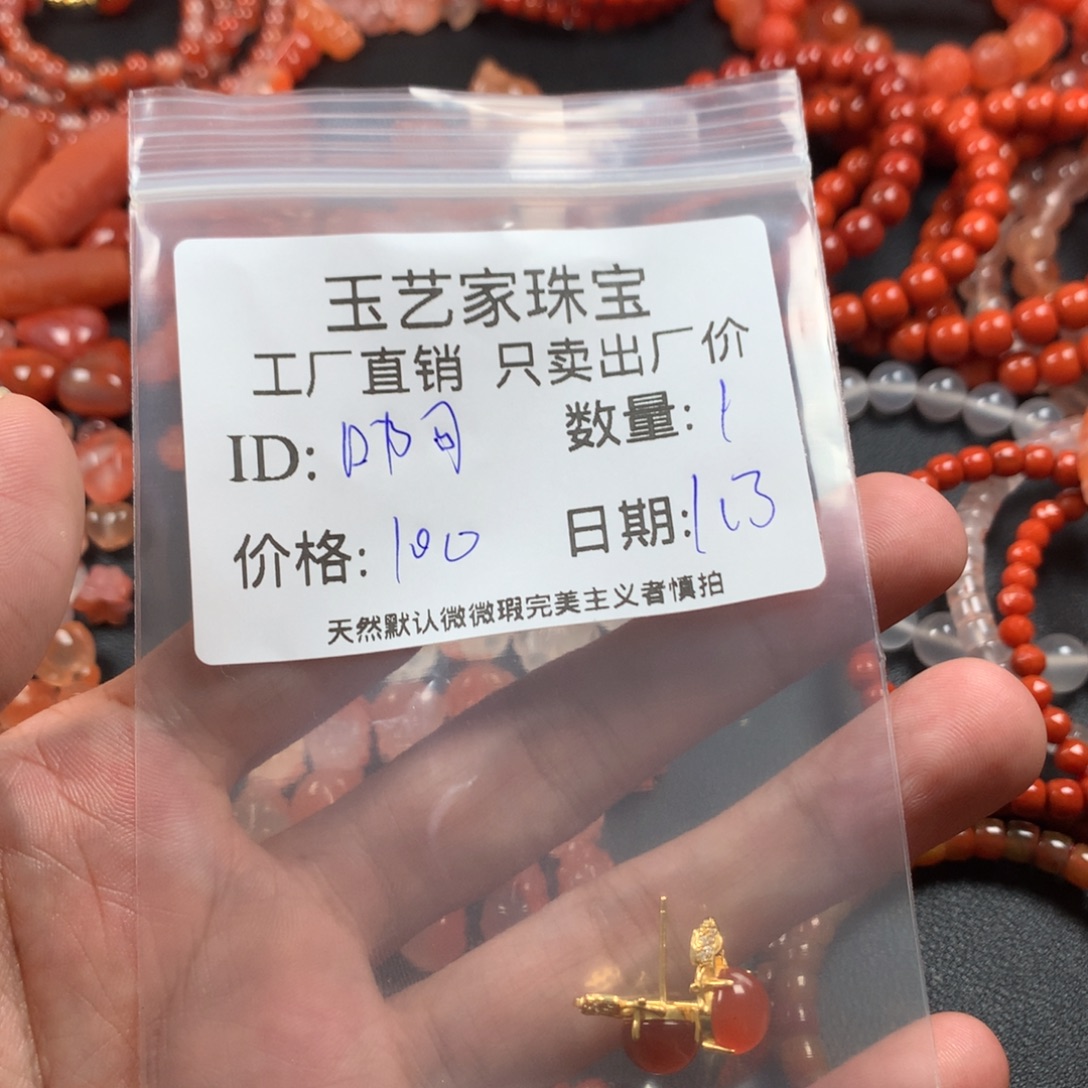 玉艺家珠宝
工厂直销 只卖出厂价
ID: 数量: 1
价格: 100 日期:
天然默认微微瑕完美主义者慎拍